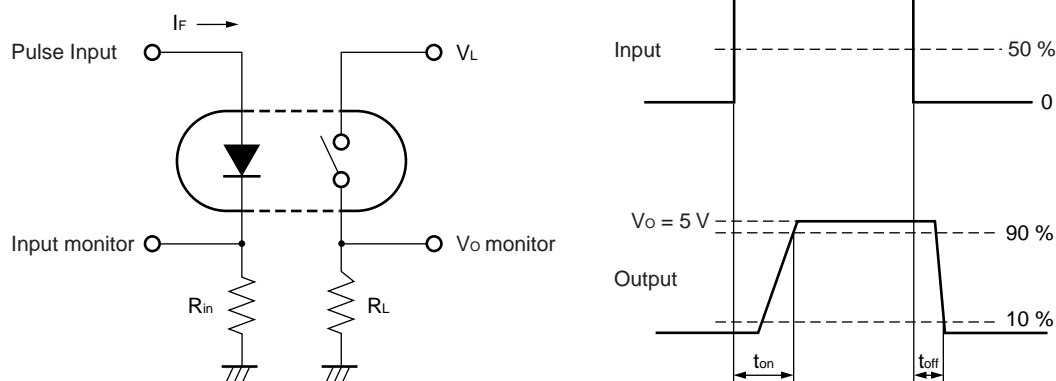 IF
Pulse Input
VL
Input monitor
VO monitor
Rin
RL
Input
50 %
0
VO = 5 V
90 %
Output
10 %
ton
toff